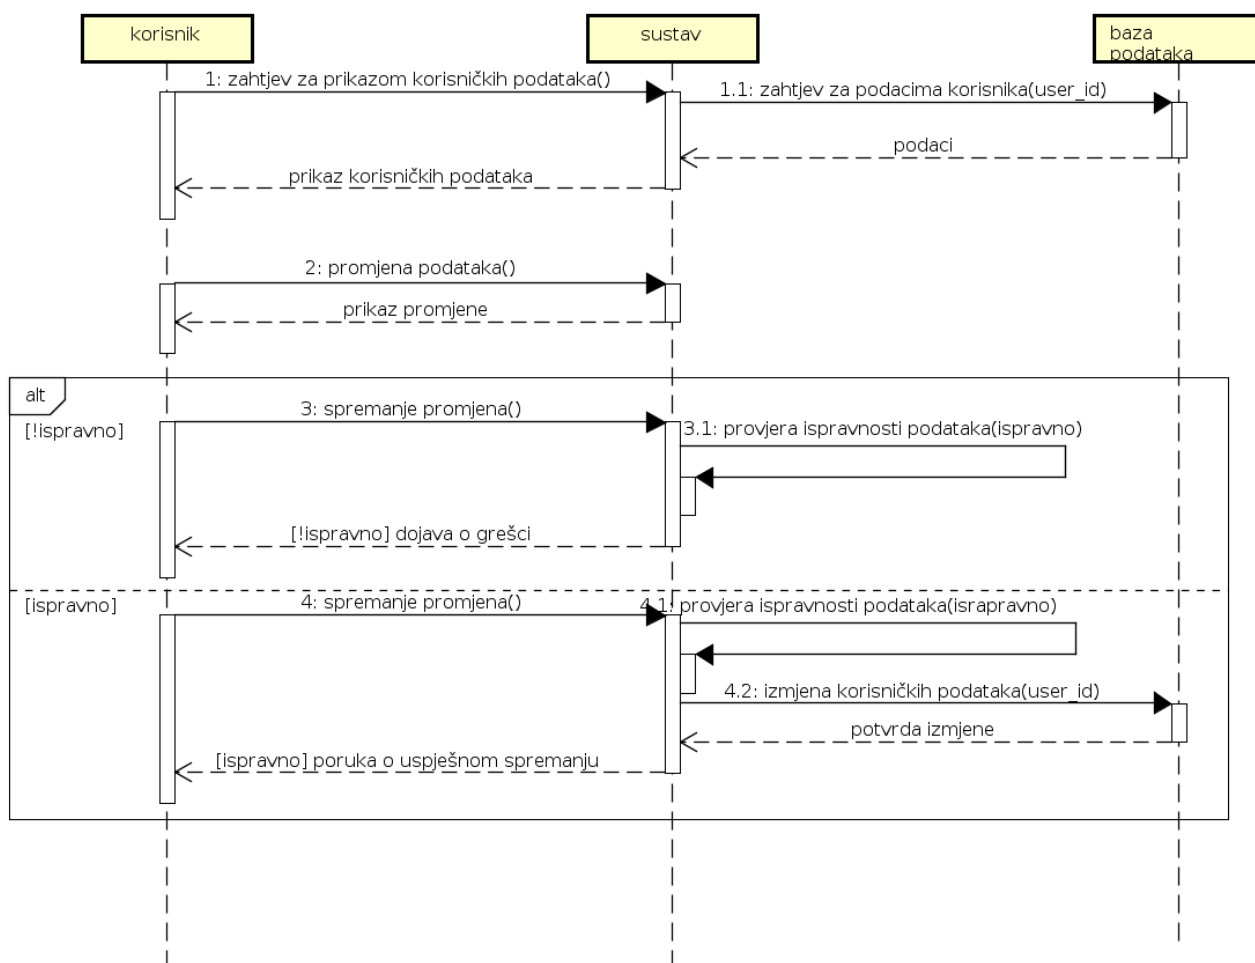 korisnik
sustav
baza
podataka
1: zahtjev za prikazom korisničkih podataka()
1.1: zahtjev za podacima korisnika(user_id)
podaci
prikaz korisničkih podataka
2: promjena podataka()
prikaz promjene
alt
[!ispravno]
3: spremanje promjena()
3.1: provjera ispravnosti podataka(ispravno)
[!ispravno] dojava o grešci
[ispravno]
4: spremanje promjena()
4.1: provjera ispravnosti podataka(israpravno)
4.2: izmjena korisničkih podataka(user_id)
potvrda izmjene
[ispravno] poruka o uspješnom spremanju